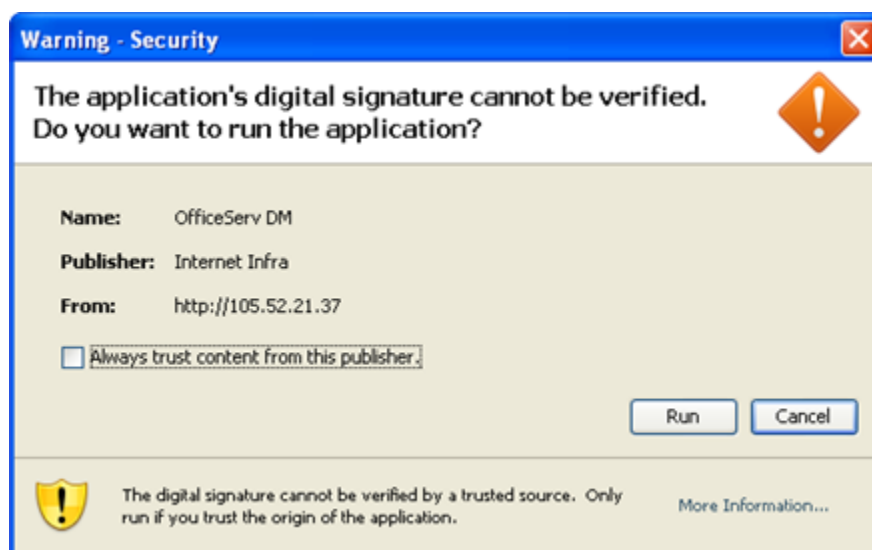 Warning - Security
The application's digital signature cannot be verified.
Do you want to run the application?
Name: OfficeServ DM
Publisher: Internet Infra
From: http://105.52.21.37
Always trust content from this publisher.
Run Cancel
The digital signature cannot be verified by a trusted source. Only
run if you trust the origin of the application.
More Information...